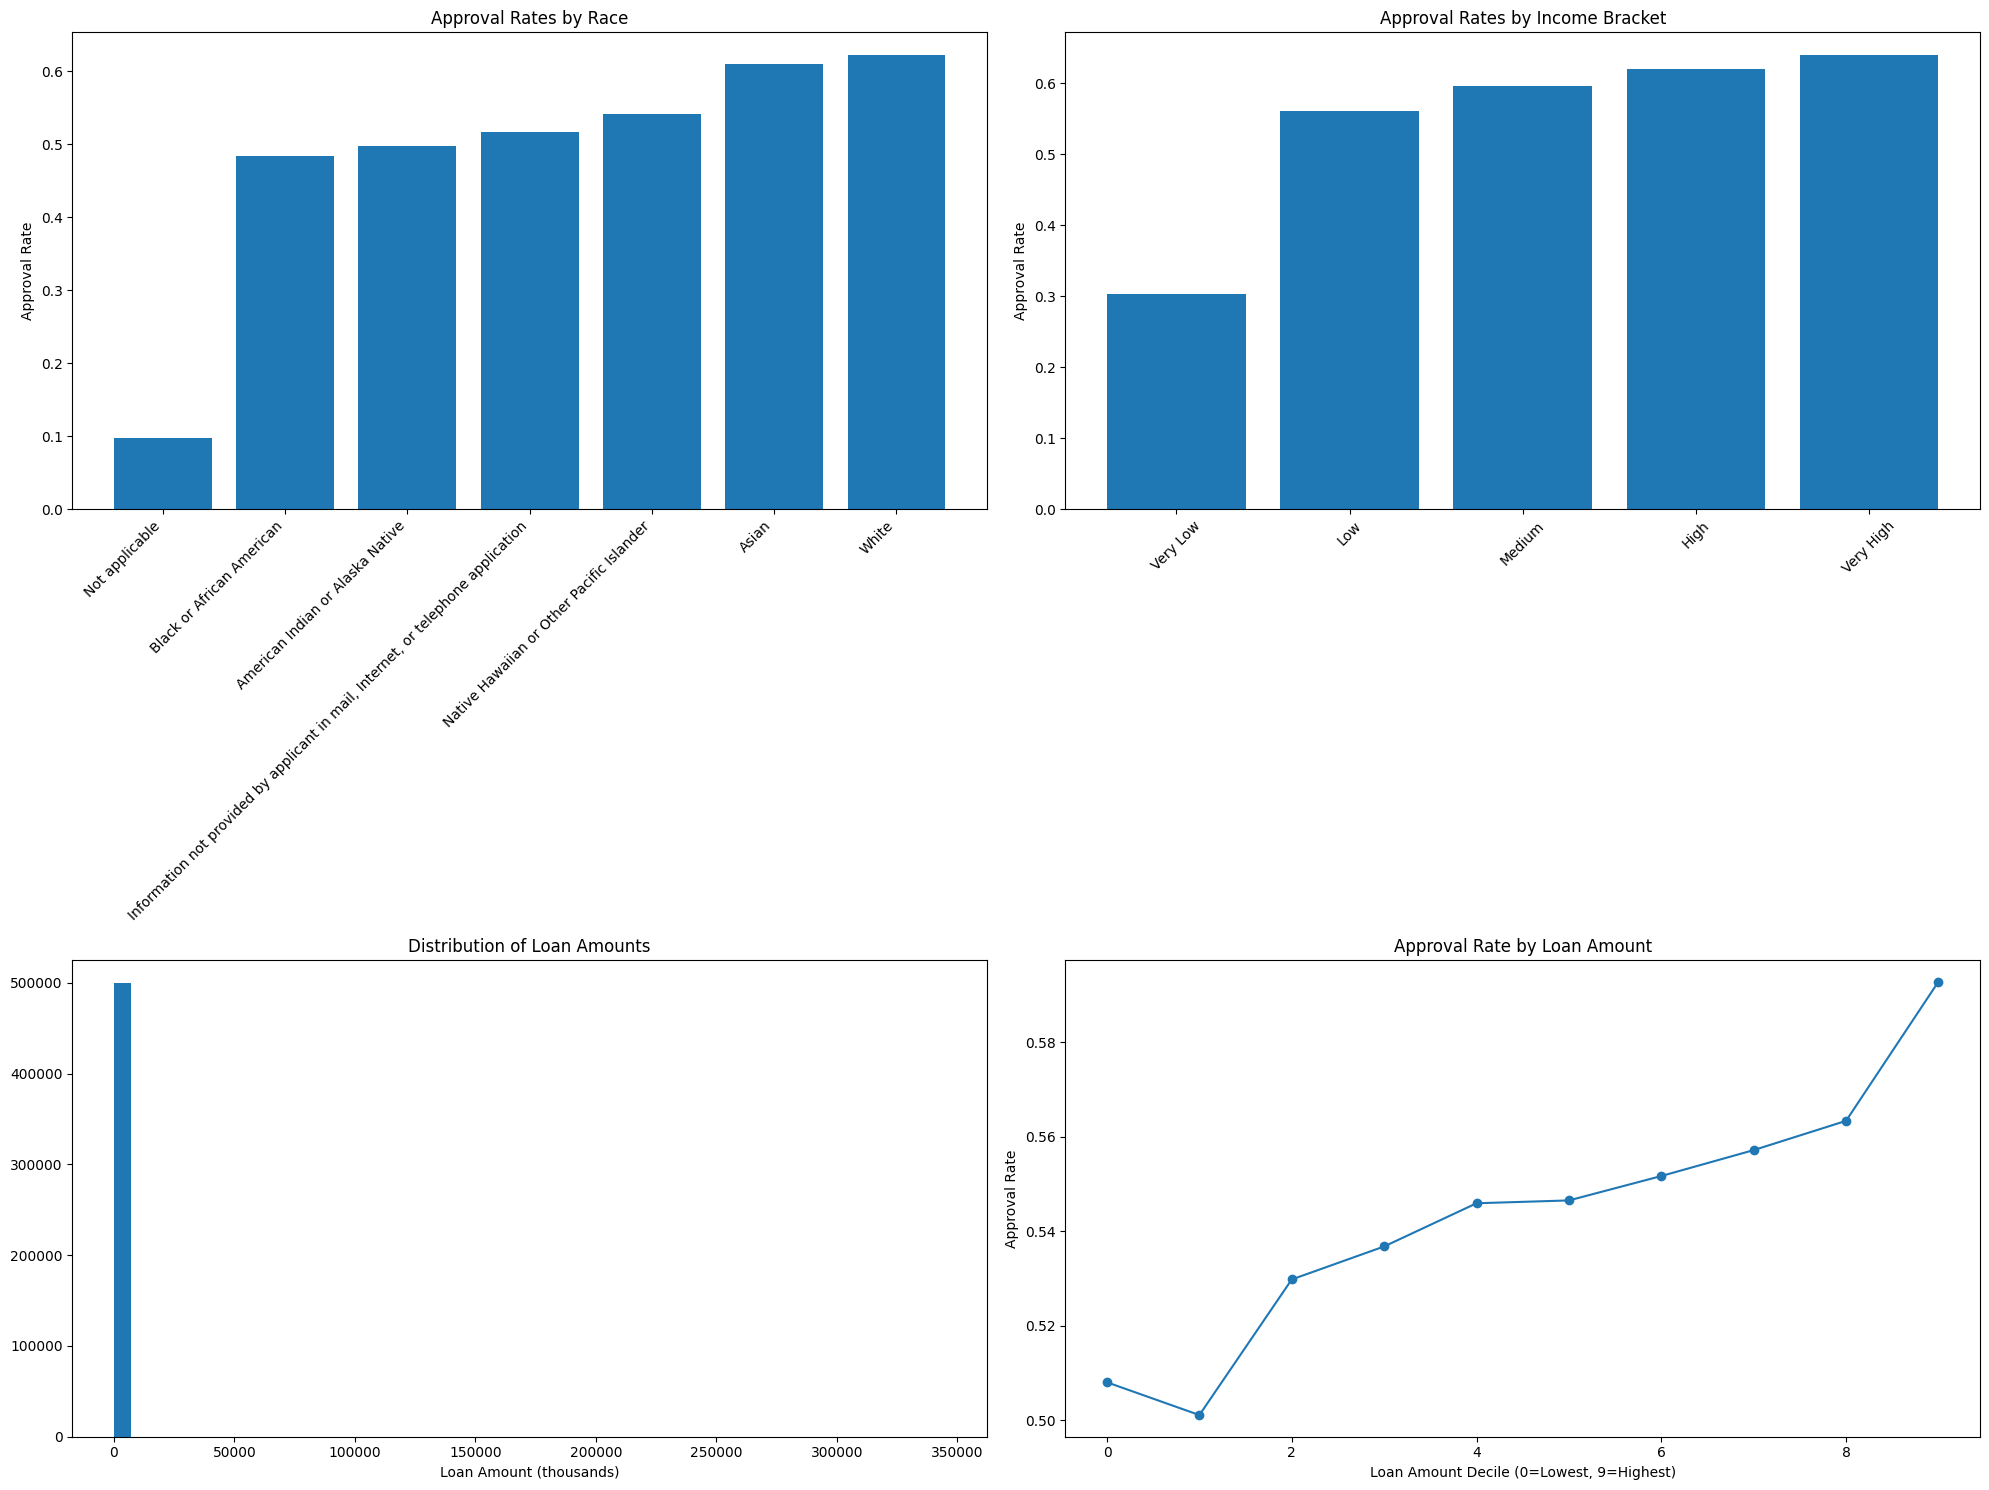 Approval Rates by Race
Approval Rate
0.6
0.5
0.4
0.3
0.2
0.1
0.0
Not applicable
Black or African American
American Indian or Alaska Native
Information not provided by applicant in mail, Internet, or telephone application
Native Hawaiian or Other Pacific Islander
Asian
White
Approval Rates by Income Bracket
Approval Rate
0.6
0.5
0.4
0.3
0.2
0.1
0.0
Very Low
Low
Medium
High
Very High
Distribution of Loan Amounts
500000
400000
300000
200000
100000
0
0 50000 100000 150000 200000 250000 300000 350000
Loan Amount (thousands)
Approval Rate by Loan Amount
Approval Rate
0.58
0.56
0.54
0.52
0.50
0 2 4 6 8
Loan Amount Decile (0=Lowest, 9=Highest)